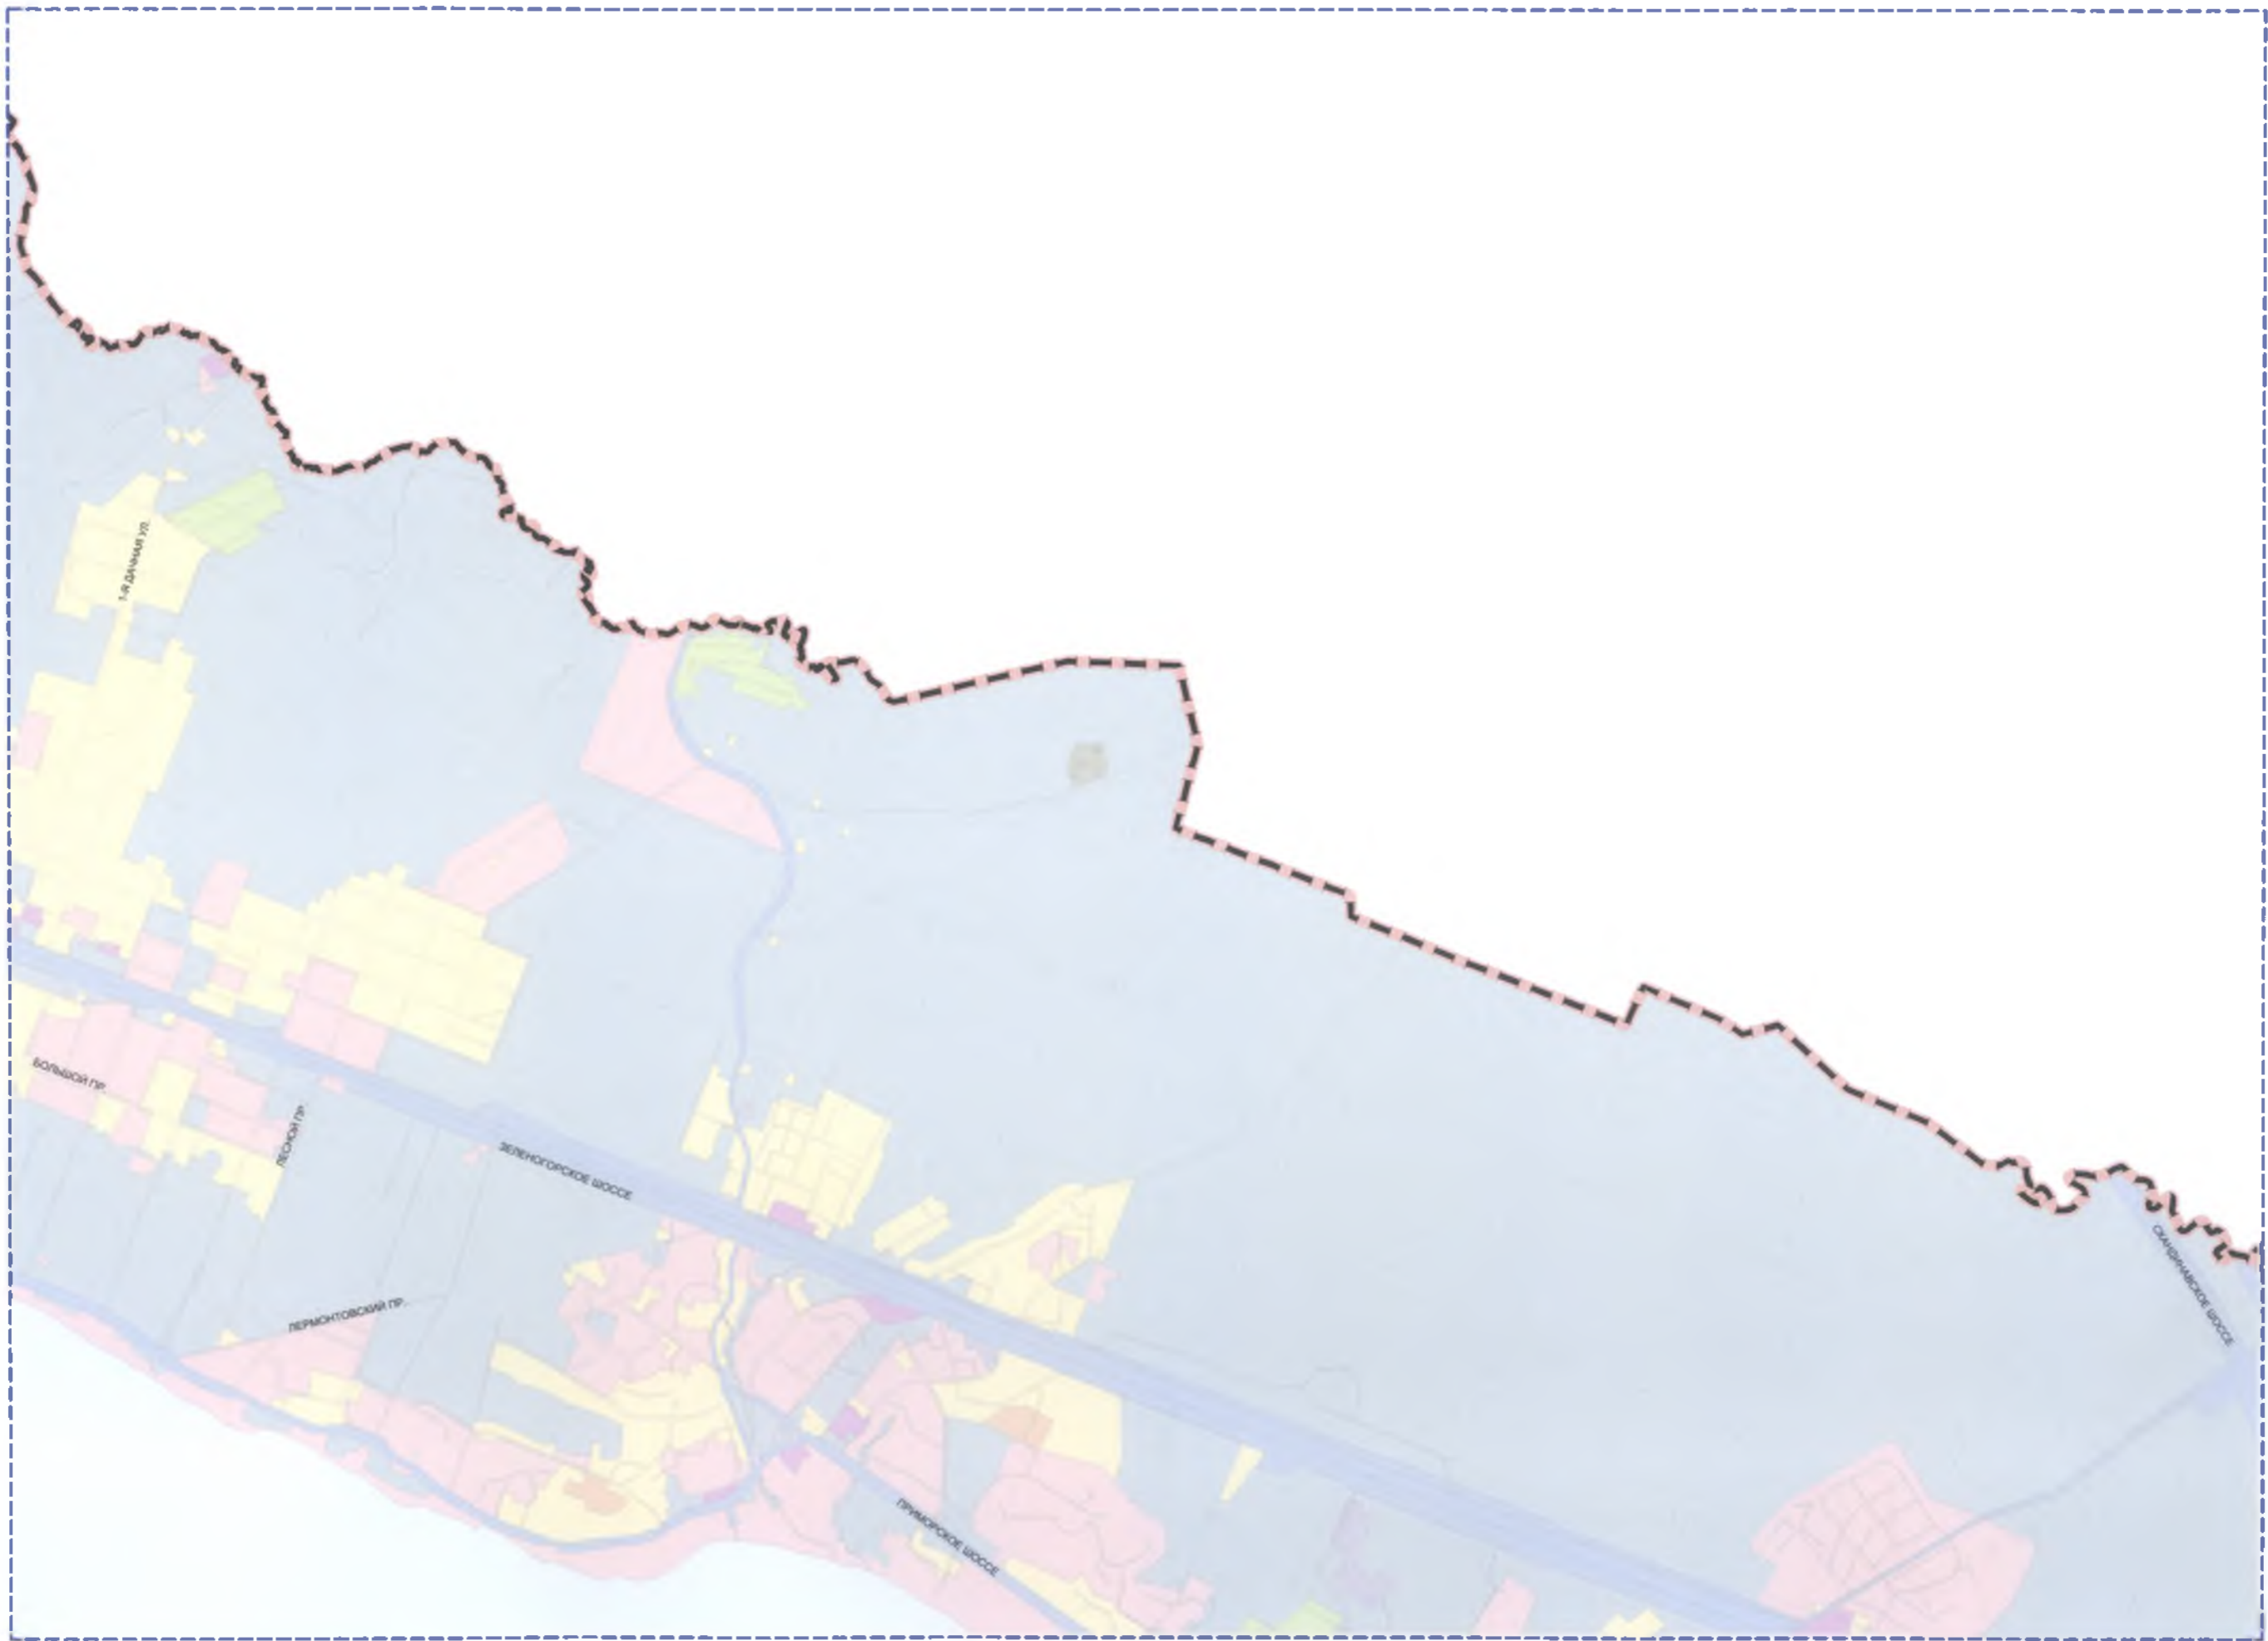 1-Я ДАЧНАЯ УЛ.
БОЛЬШОЙ ПР.
ЛЕСНОЙ ПР.
ЗЕЛЕНОГОРСКОЕ ШОССЕ
СКАНДИНАВСКОЕ ШОССЕ
ЛЕРМОНТОВСКИЙ ПР.
ПРИМОРСКОЕ ШОССЕ